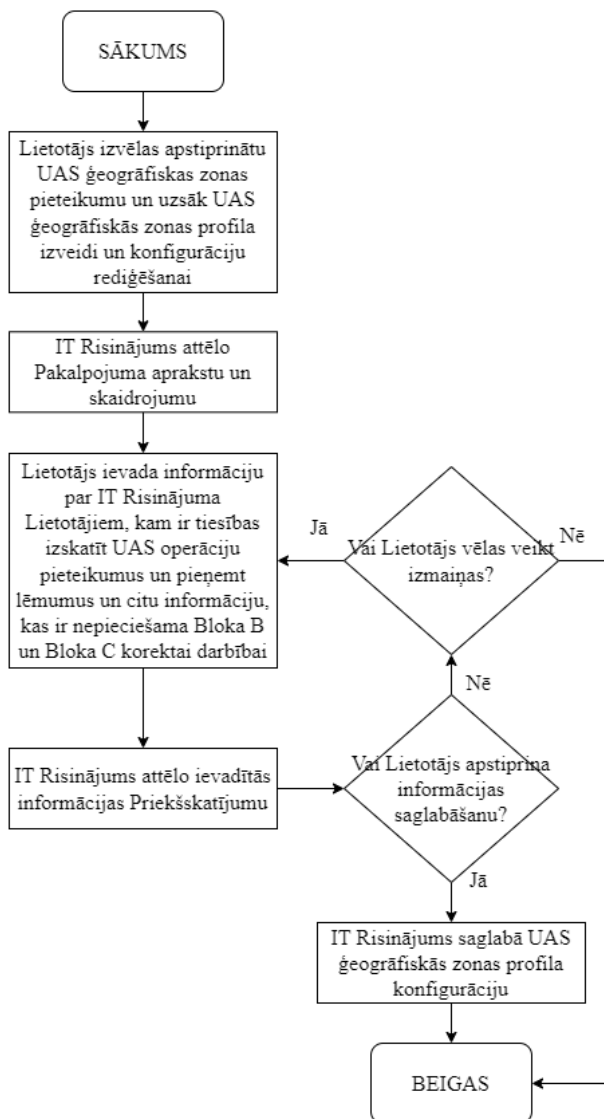 SĀKUMS
Lietotājs izvēlas apstiprinātu
UAS ģeogrāfiskas zonas
pieteikumu un uzsāk UAS
ģeogrāfiskās zonas profila
izveidi un konfigurāciju
rediģēšanai
IT Risinājums attēlo
Pakalpojuma aprakstu un
skaidrojumu
Lietotājs ievada informāciju
par IT Risinājuma
Lietotājiem, kam ir tiesības
izskatīt UAS operāciju
pieteikumus un pieņemt
lēmumus un citu informāciju,
kas ir nepieciešama Bloka B
un Bloka C korektai darbībai
Jā
Vai Lietotājs vēlas veikt
izmaiņas?
Nē
Nē
IT Risinājums attēlo ievadītās
informācijas Priekšskatījumu
Vai Lietotājs apstiprina
informācijas
saglabāšanu?
Jā
IT Risinājums saglabā UAS
ģeogrāfiskās zonas profila
konfigurāciju
BEIGAS